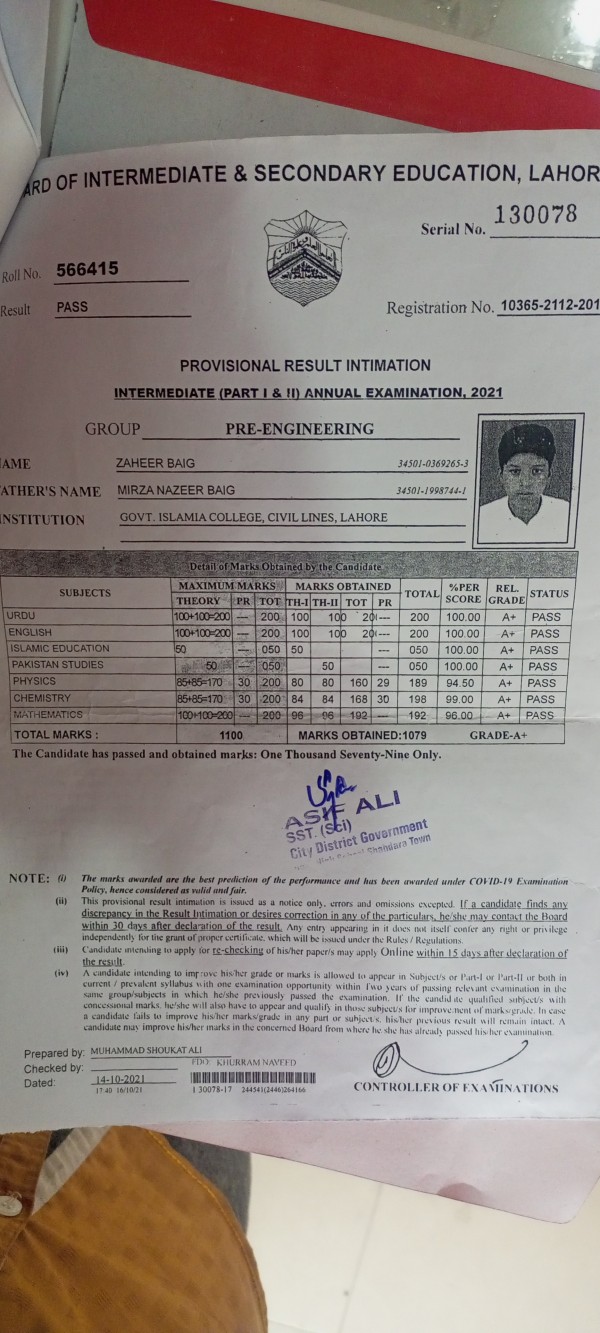 ARD OF INTERMEDIATE & SECONDARY EDUCATION, LAHOR
Serial No. 130078
Roll No. 566415
Result PASS
Registration No. 10365-2112-201
PROVISIONAL RESULT INTIMATION
INTERMEDIATE (PART I & II) ANNUAL EXAMINATION, 2021
GROUP PRE-ENGINEERING
AME ZAHEER BAIG 34501-0369265-3
ATHER'S NAME MIRZA NAZEER BAIG 34501-1998744-1
INSTITUTION GOVT. ISLAMIA COLLEGE, CIVIL LINES, LAHORE
Detail of Marks Obtained by the Candidate
SUBJECTS MAXIMUM MARKS MARKS OBTAINED TOTAL %PER SCORE REL. GRADE STATUS
THEORY PR TOT TH-I TH-II TOT PR
URDU 100+100=200 --- 200 100 100 20 --- 200 100.00 A+ PASS
ENGLISH 100+100=200 --- 200 100 100 20 --- 200 100.00 A+ PASS
ISLAMIC EDUCATION 50 --- 050 50 --- 050 100.00 A+ PASS
PAKISTAN STUDIES 50 --- 050 50 --- 050 100.00 A+ PASS
PHYSICS 85+85=170 30 200 80 80 160 29 189 94.50 A+ PASS
CHEMISTRY 85+85=170 30 200 84 84 168 30 198 99.00 A+ PASS
MATHEMATICS 100+100=200 --- 200 96 96 192 --- 192 96.00 A+ PASS
TOTAL MARKS : 1100 MARKS OBTAINED:1079 GRADE-A+
The Candidate has passed and obtained marks: One Thousand Seventy-Nine Only.
ASIF ALI
SST. (Sci)
City District Government
School Shahdara Town
NOTE: (i) The marks awarded are the best prediction of the performance and has been awarded under COVID-19 Examination
Policy, hence considered as valid and fair.
(ii) This provisional result intimation is issued as a notice only, errors and omissions excepted. If a candidate finds any
discrepancy in the Result Intimation or desires correction in any of the particulars, he/she may contact the Board
within 30 days after declaration of the result. Any entry appearing in it does not itself confer any right or privilege
independently for the grant of proper certificate, which will be issued under the Rules / Regulations.
(iii) Candidate intending to apply for re-checking of his/her paper/s may apply Online within 15 days after declaration of
the result.
(iv) A candidate intending to improve his/her grade or marks is allowed to appear in Subject/s or Part-I or Part-II or both in
current / prevalent syllabus with one examination opportunity within Two years of passing relevant examination in the
same group/subjects in which he/she previously passed the examination. If the candidate qualified subject/s with
concessional marks, he/she will also have to appear and qualify in those subject/s for improvement of marks/grade. In case
a candidate fails to improve his/her marks/grade in any part or subject/s, his/her previous result will remain intact. A
candidate may improve his/her marks in the concerned Board from where he/she has already passed his/her examination.
Prepared by: MUHAMMAD SHOUKAT ALI
Checked by: FDO: KHURRAM NAVEED
Dated: 14-10-2021
17:40 16/10/21 130078-17 244541(2446)264166
CONTROLLER OF EXAMINATIONS